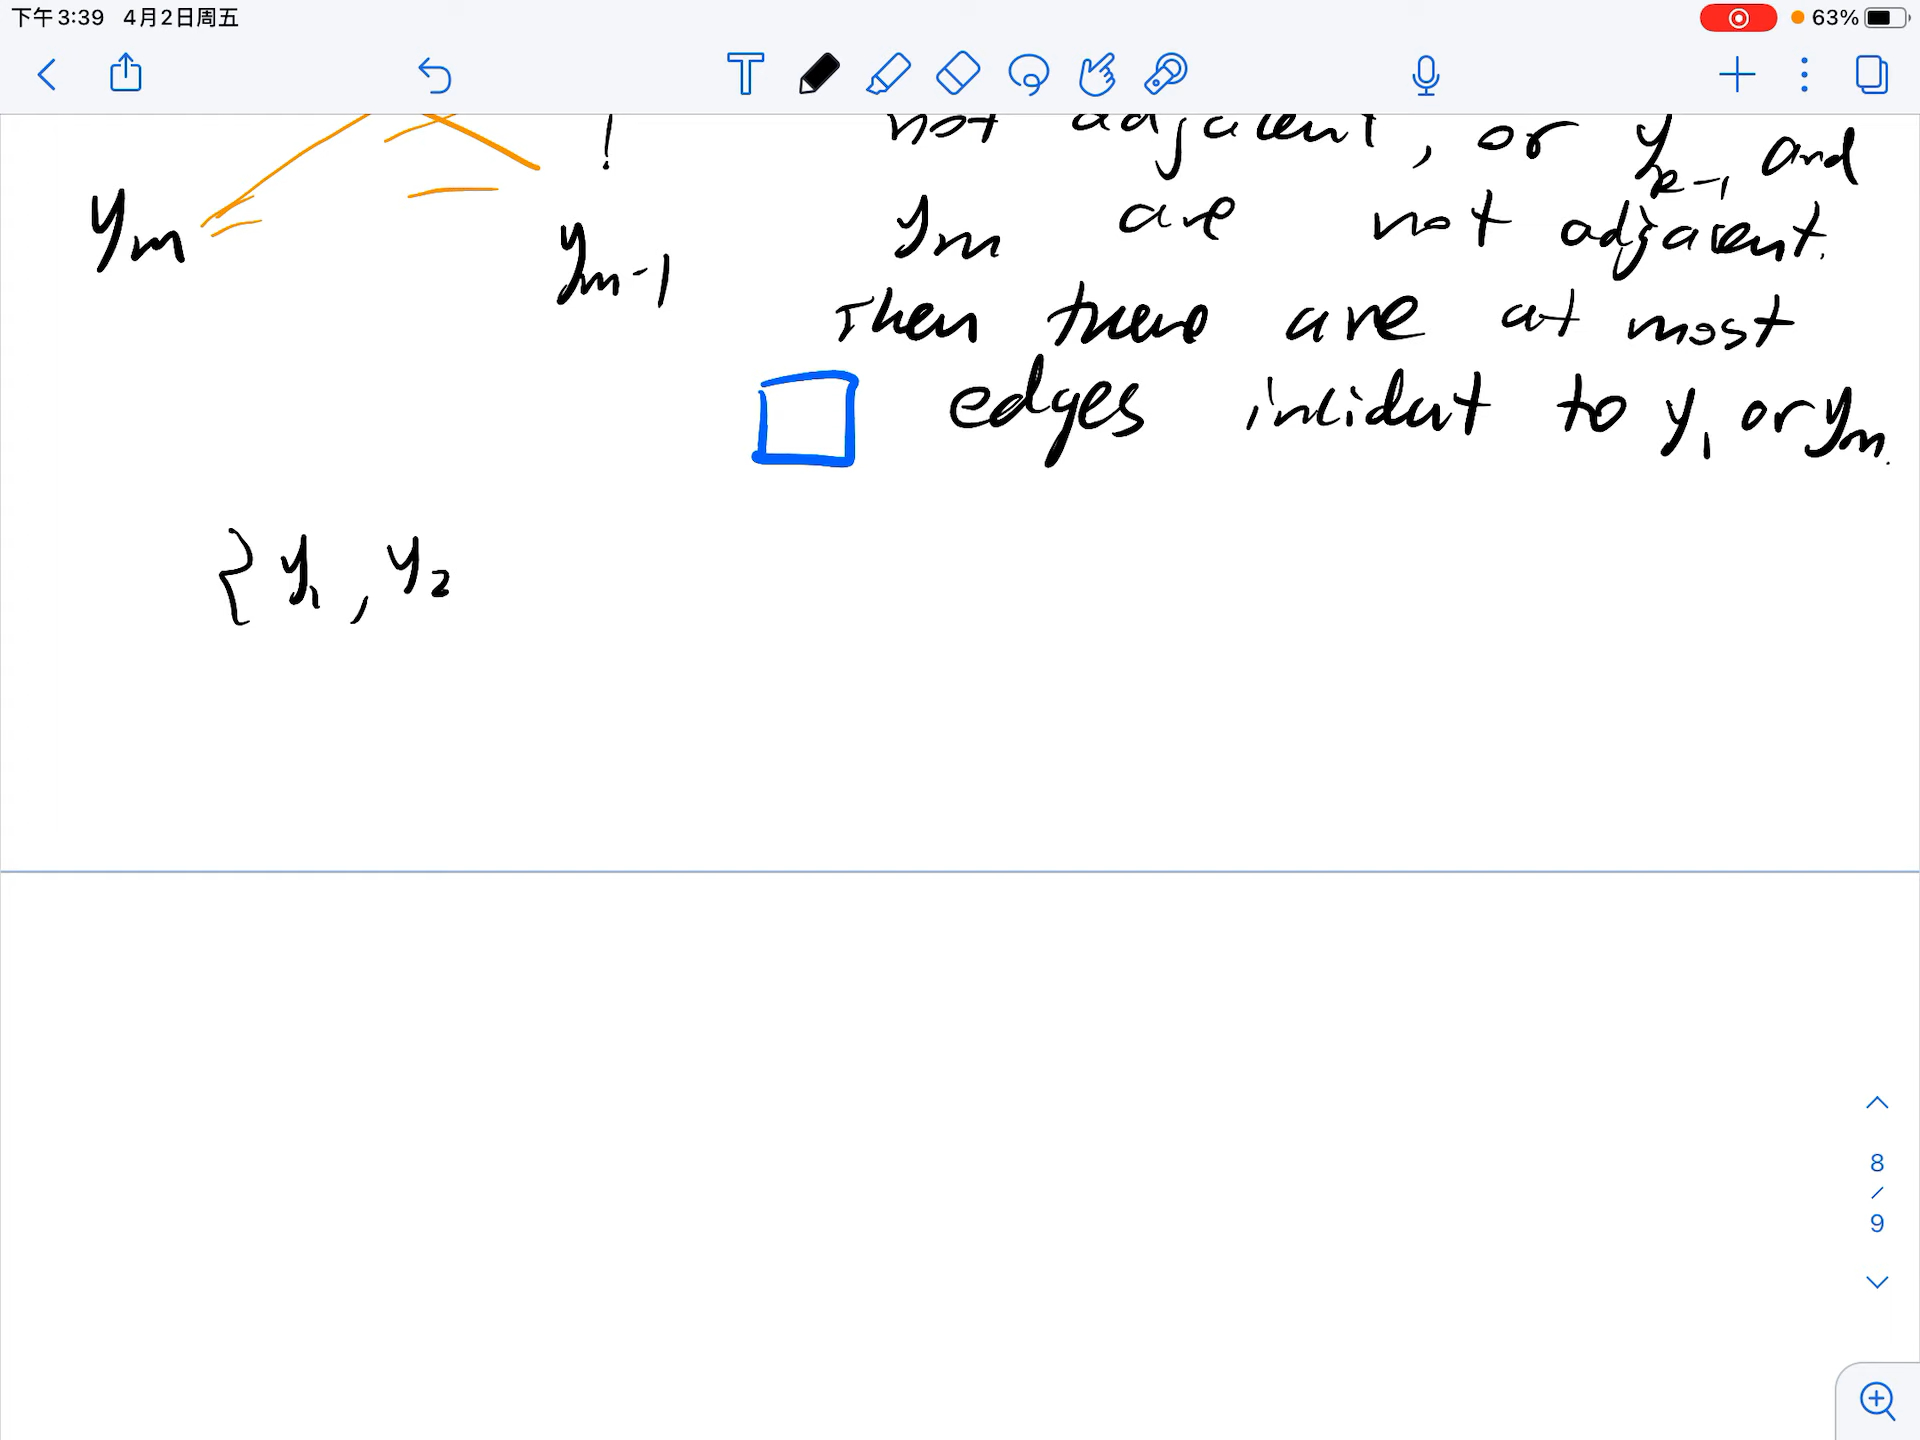 下午3:39 4月2日周五
63%
T
not adjacent, or y_{k-1} and
y_m are not adjacent.
Then there are at most
edges incident to y_1 or y_m.
y_m
y_{m-1}
{y_1, y_2
8
/
9